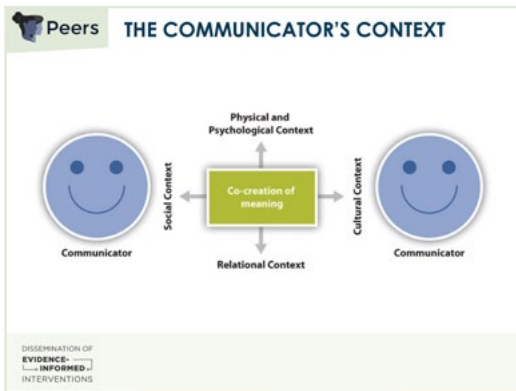 Peers
THE COMMUNICATOR'S CONTEXT
Physical and
Psychological Context
Social Context
Co-creation of
meaning
Cultural Context
Communicator
Relational Context
Communicator
DISSEMINATION OF
EVIDENCE-
INFORMED
INTERVENTIONS